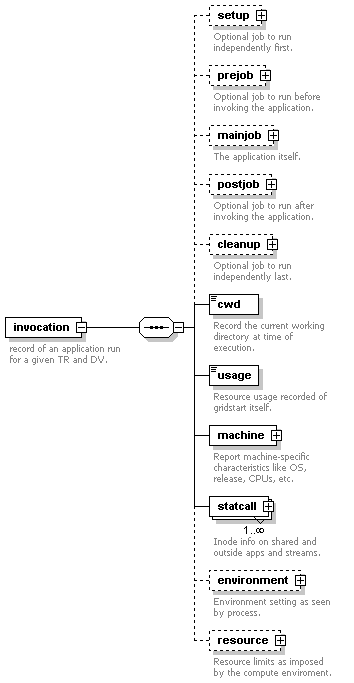 setup
Optional job to run
independently first.
prejob
Optional job to run before
invoking the application.
mainjob
The application itself.
postjob
Optional job to run after
invoking the application.
cleanup
Optional job to run
independently last.
invocation
record of an application run
for a given TR and DV.
cwd
Record the current working
directory at time of
execution.
usage
Resource usage recorded of
gridstart itself.
machine
Report machine-specific
characteristics like OS,
release, CPUs, etc.
statcall
1..∞
Inode info on shared and
outside apps and streams.
environment
Environment setting as seen
by process.
resource
Resource limits as imposed
by the compute enviroment.